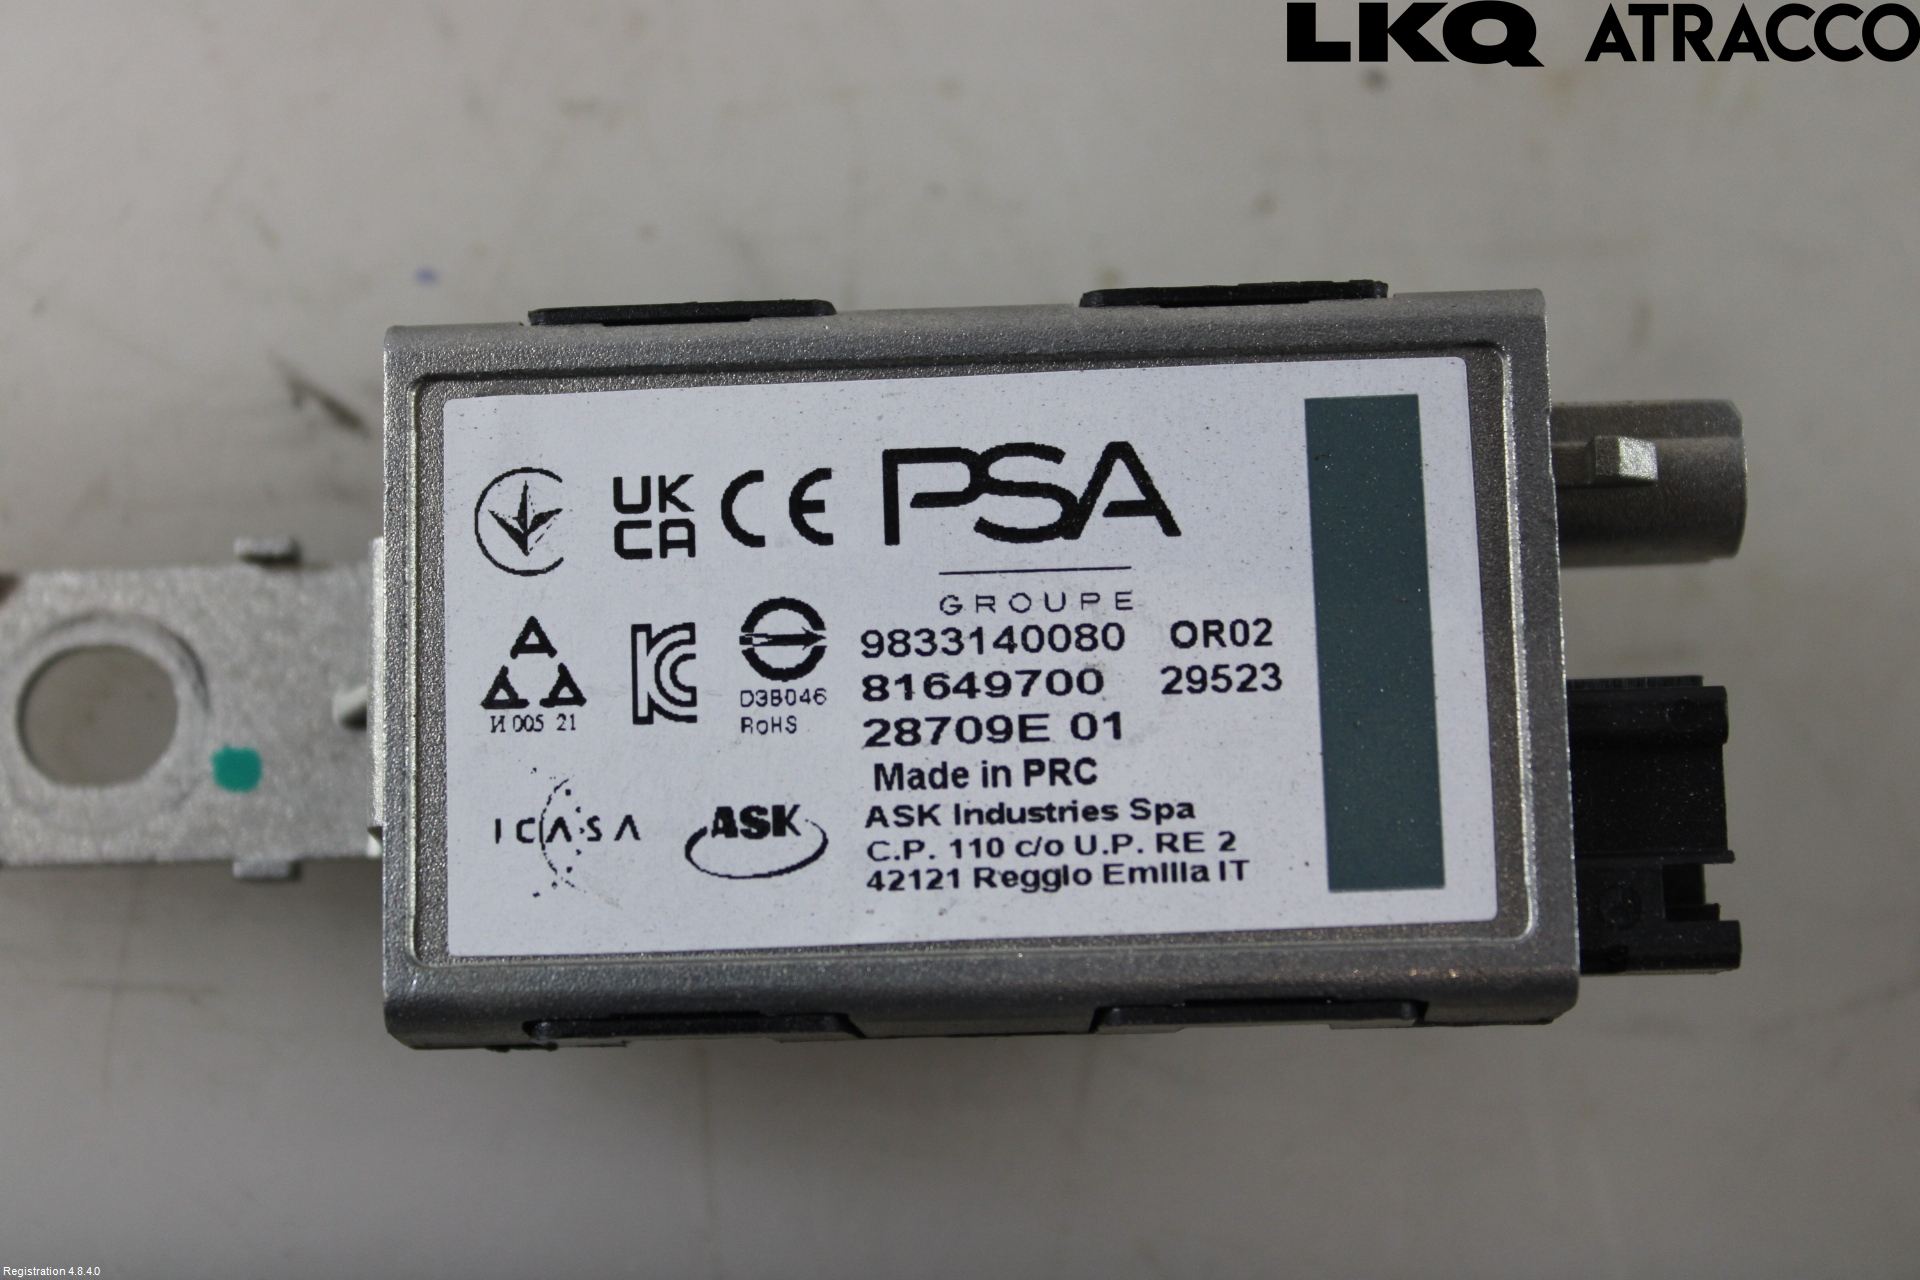 LKQ ATRACCO
UK
CA
CE
PSA
GROUPE
9833140080 OR02
81649700 29523
28709E 01
Made in PRC
ASK Industries Spa
C.P. 110 c/o U.P. RE 2
42121 Reggio Emilia IT
И 005 21
D3B046
RoHS
ICASA
ASK
Registration 4.8.4.0